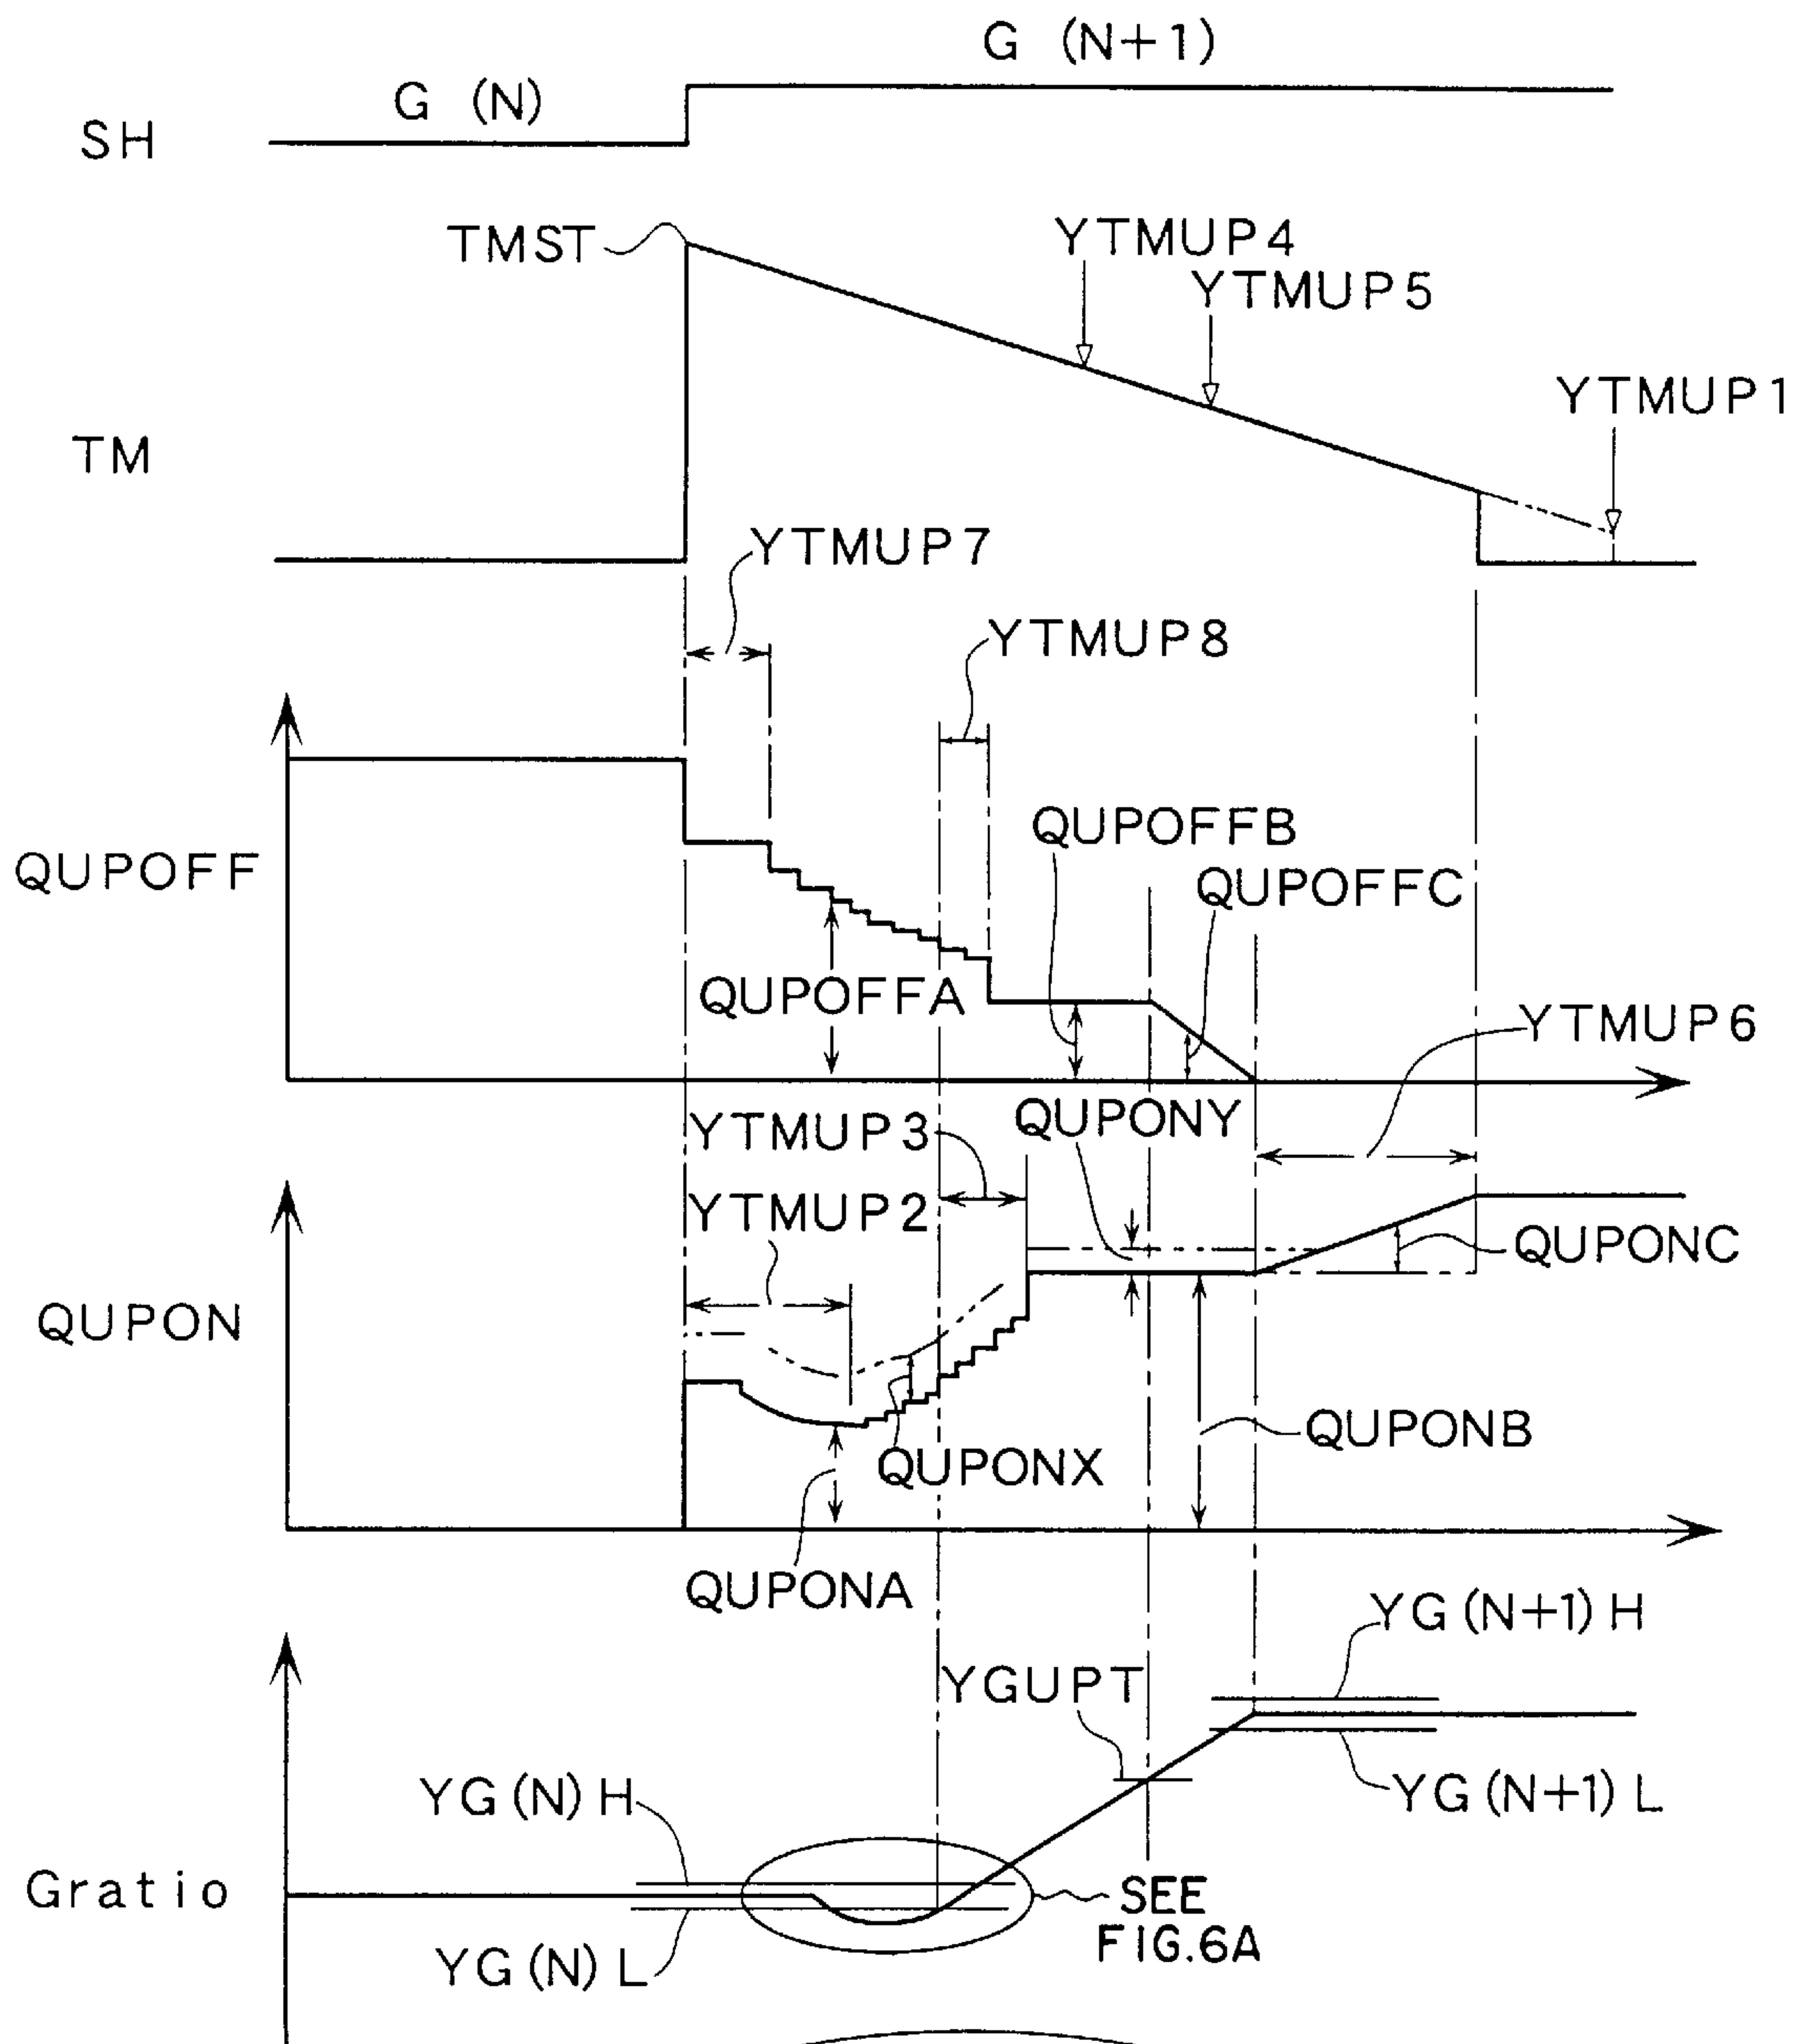 G (N+1)
G (N)
SH
TMST
YTMUP4
YTMUP5
YTMUP1
TM
YTMUP7
YTMUP8
QUPOFFB
QUPOFF
QUPOFFC
QUPOFFA
YTMUP6
QUPONY
YTMUP3
YTMUP2
QUPONC
QUPON
QUPONB
QUPONX
QUPONA
YG (N+1) H
YGUPT
YG (N+1) L
YG (N) H
Gratio
SEE
FIG.6A
YG (N) L